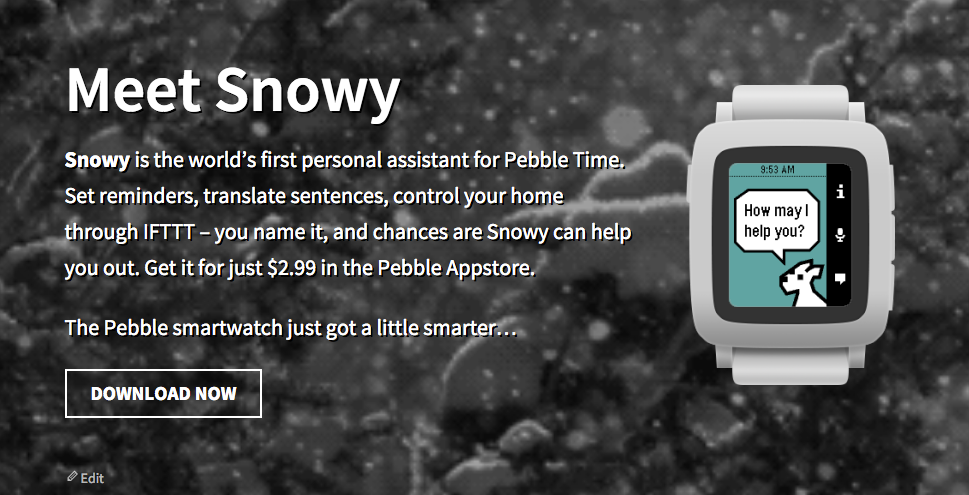 Meet Snowy
Snowy is the world’s first personal assistant for Pebble Time.
Set reminders, translate sentences, control your home
through IFTTT – you name it, and chances are Snowy can help
you out. Get it for just $2.99 in the Pebble Appstore.
The Pebble smartwatch just got a little smarter…
DOWNLOAD NOW
Edit
9:53 AM
How may I
help you?